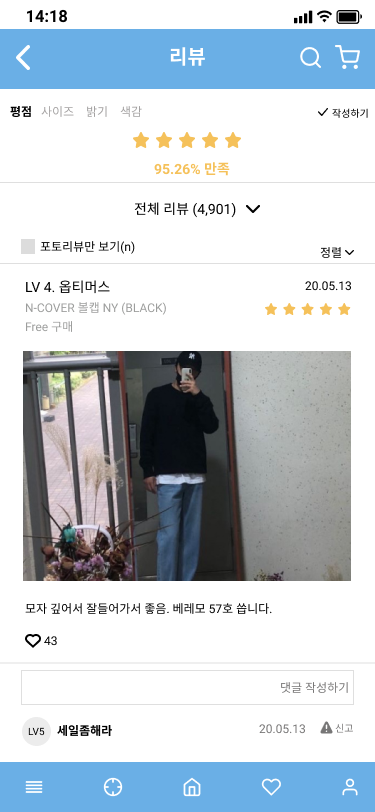 14:18
리뷰
평점 사이즈 밝기 색감 작성하기
95.26% 만족
전체 리뷰 (4,901)
포토리뷰만 보기(n) 정렬
LV 4. 옵티머스 20.05.13
N-COVER 볼캡 NY (BLACK)
Free 구매
모자 깊어서 잘들어가서 좋음. 베레모 57호 씁니다.
43
댓글 작성하기
LV5 세일좀해라 20.05.13 신고